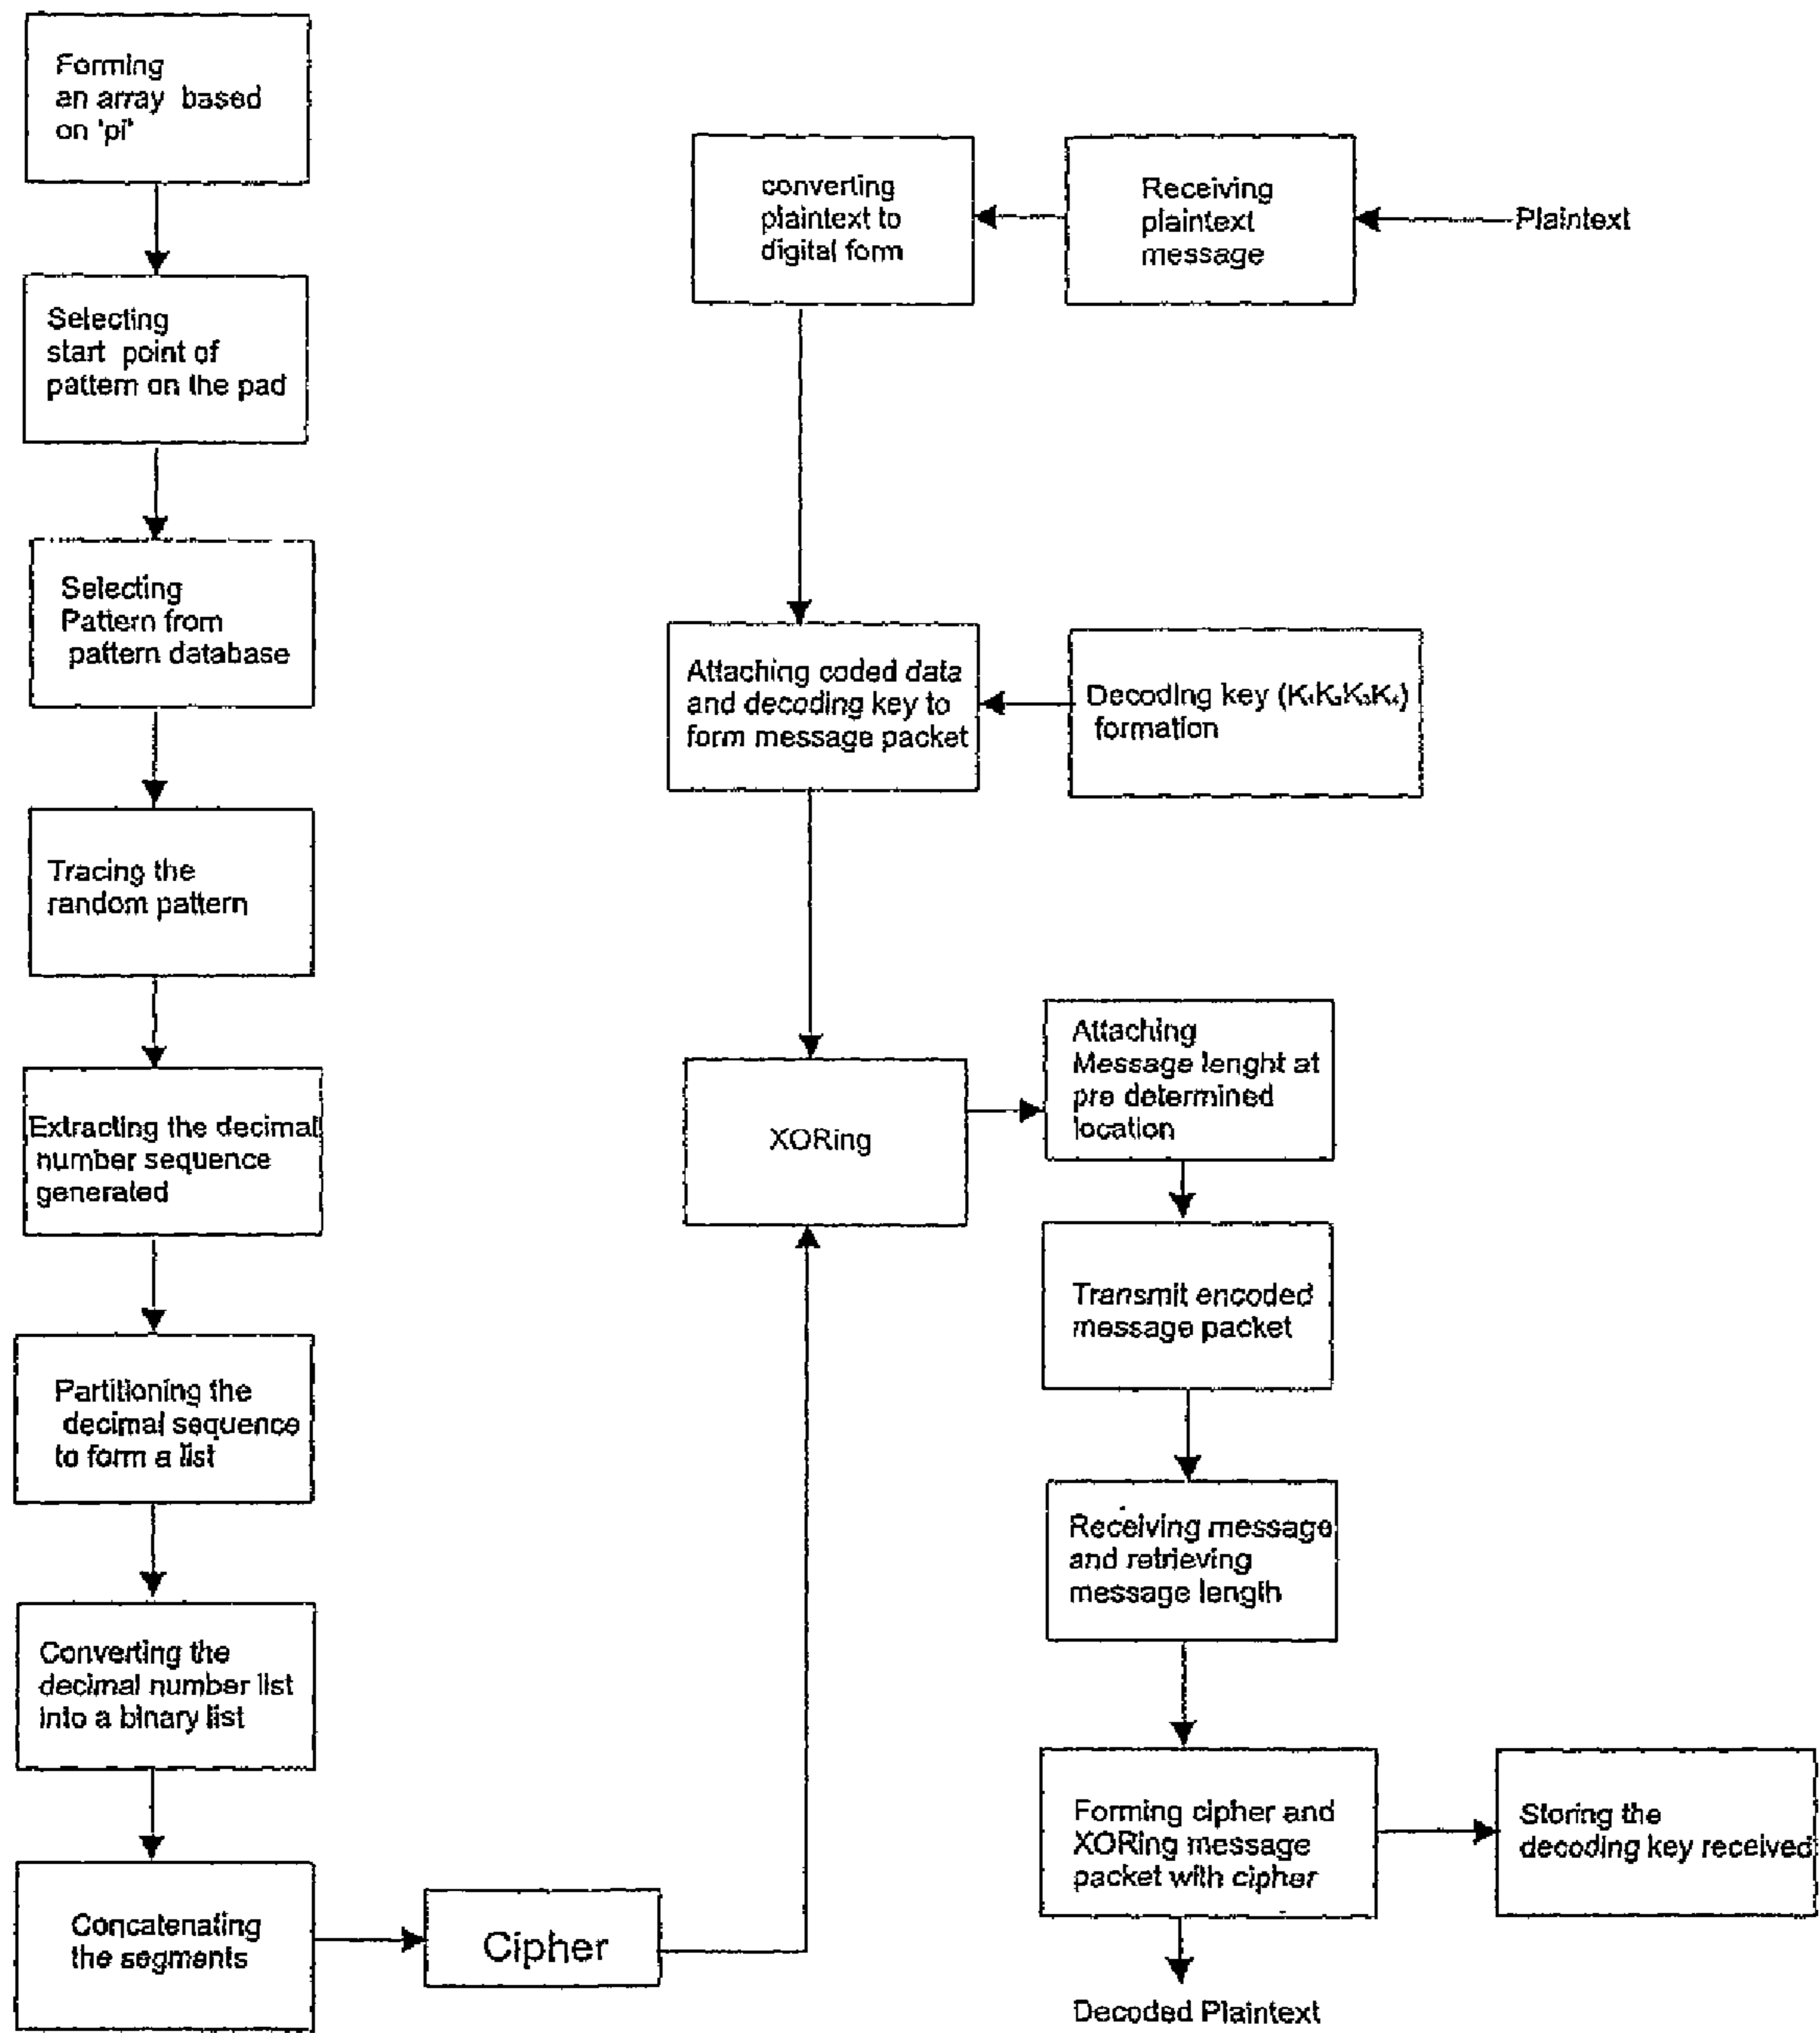 Forming
an array based
on 'pi'
Selecting
start point of
pattern on the pad
Selecting
Pattern from
pattern database
Tracing the
random pattern
Extracting the decimal
number sequence
generated
Partitioning the
decimal sequence
to form a list
Converting the
decimal number list
into a binary list
Concatenating
the segments
Cipher
converting
plaintext to
digital form
Receiving
plaintext
message
Plaintext
Attaching coded data
and decoding key to
form message packet
Decoding key (K₁K₂K₃K₄)
formation
XORing
Attaching
Message lenght at
pre determined
location
Transmit encoded
message packet
Receiving message
and retrieving
message length
Forming cipher and
XORing message
packet with cipher
Storing the
decoding key received
Decoded Plaintext